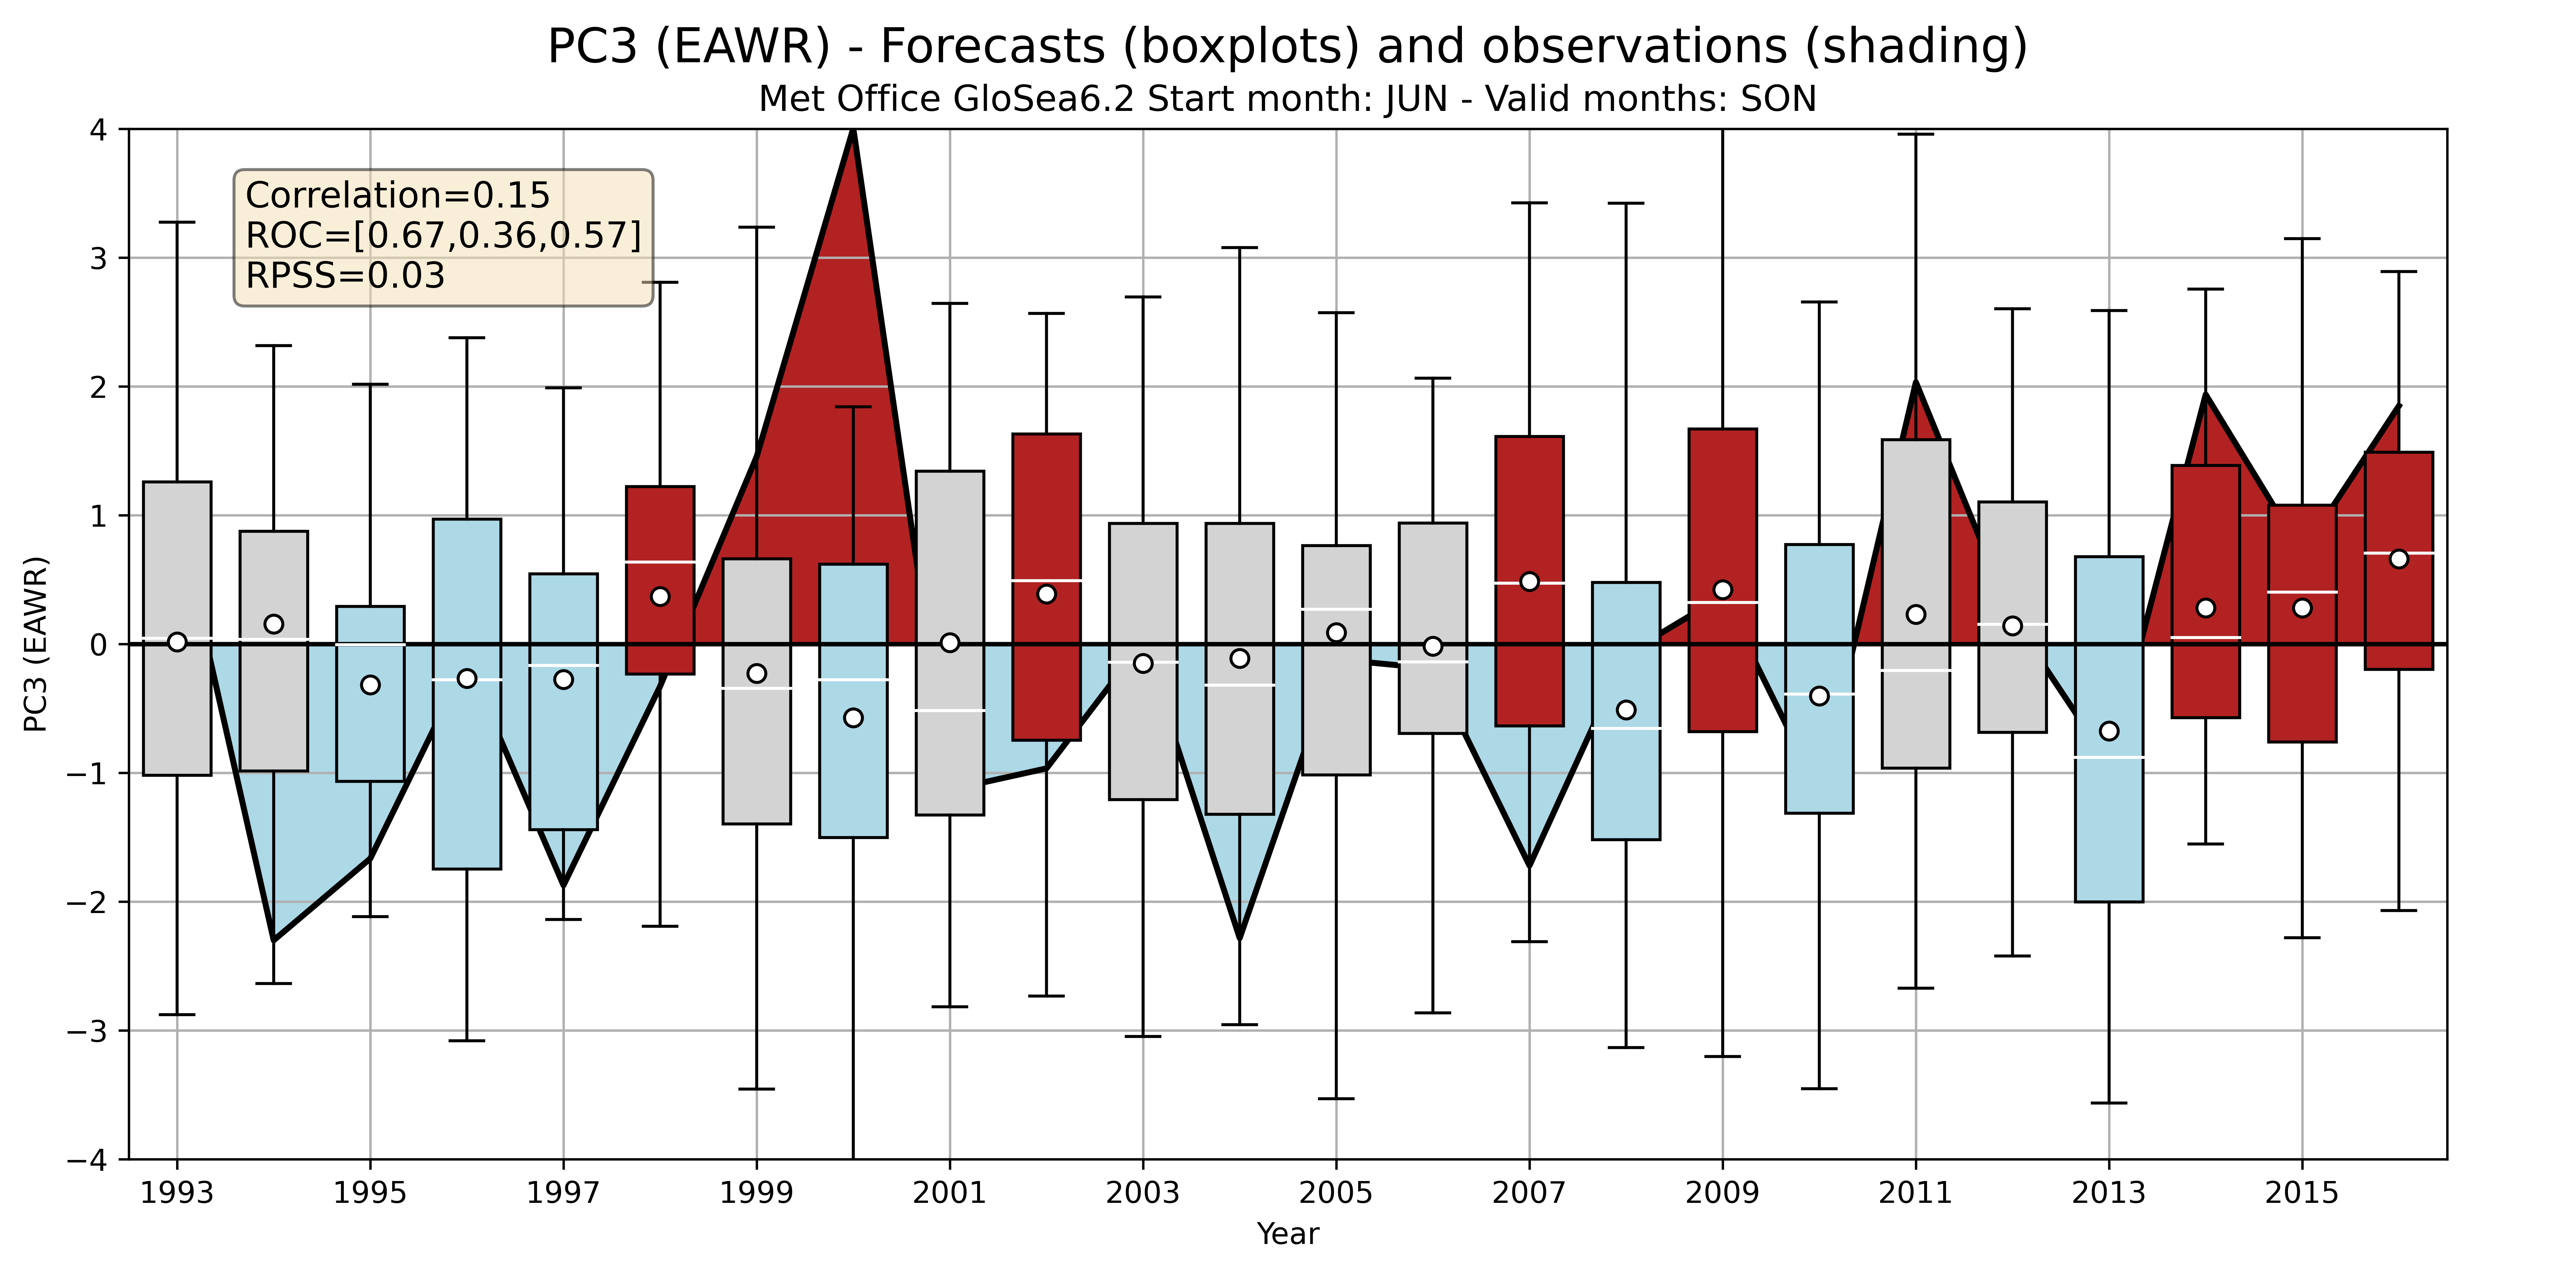 PC3 (EAWR) - Forecasts (boxplots) and observations (shading)
Met Office GloSea6.2 Start month: JUN - Valid months: SON
Correlation=0.15
ROC=[0.67,0.36,0.57]
RPSS=0.03
PC3 (EAWR)
4
3
2
1
0
−1
−2
−3
−4
1993 1995 1997 1999 2001 2003 2005 2007 2009 2011 2013 2015
Year